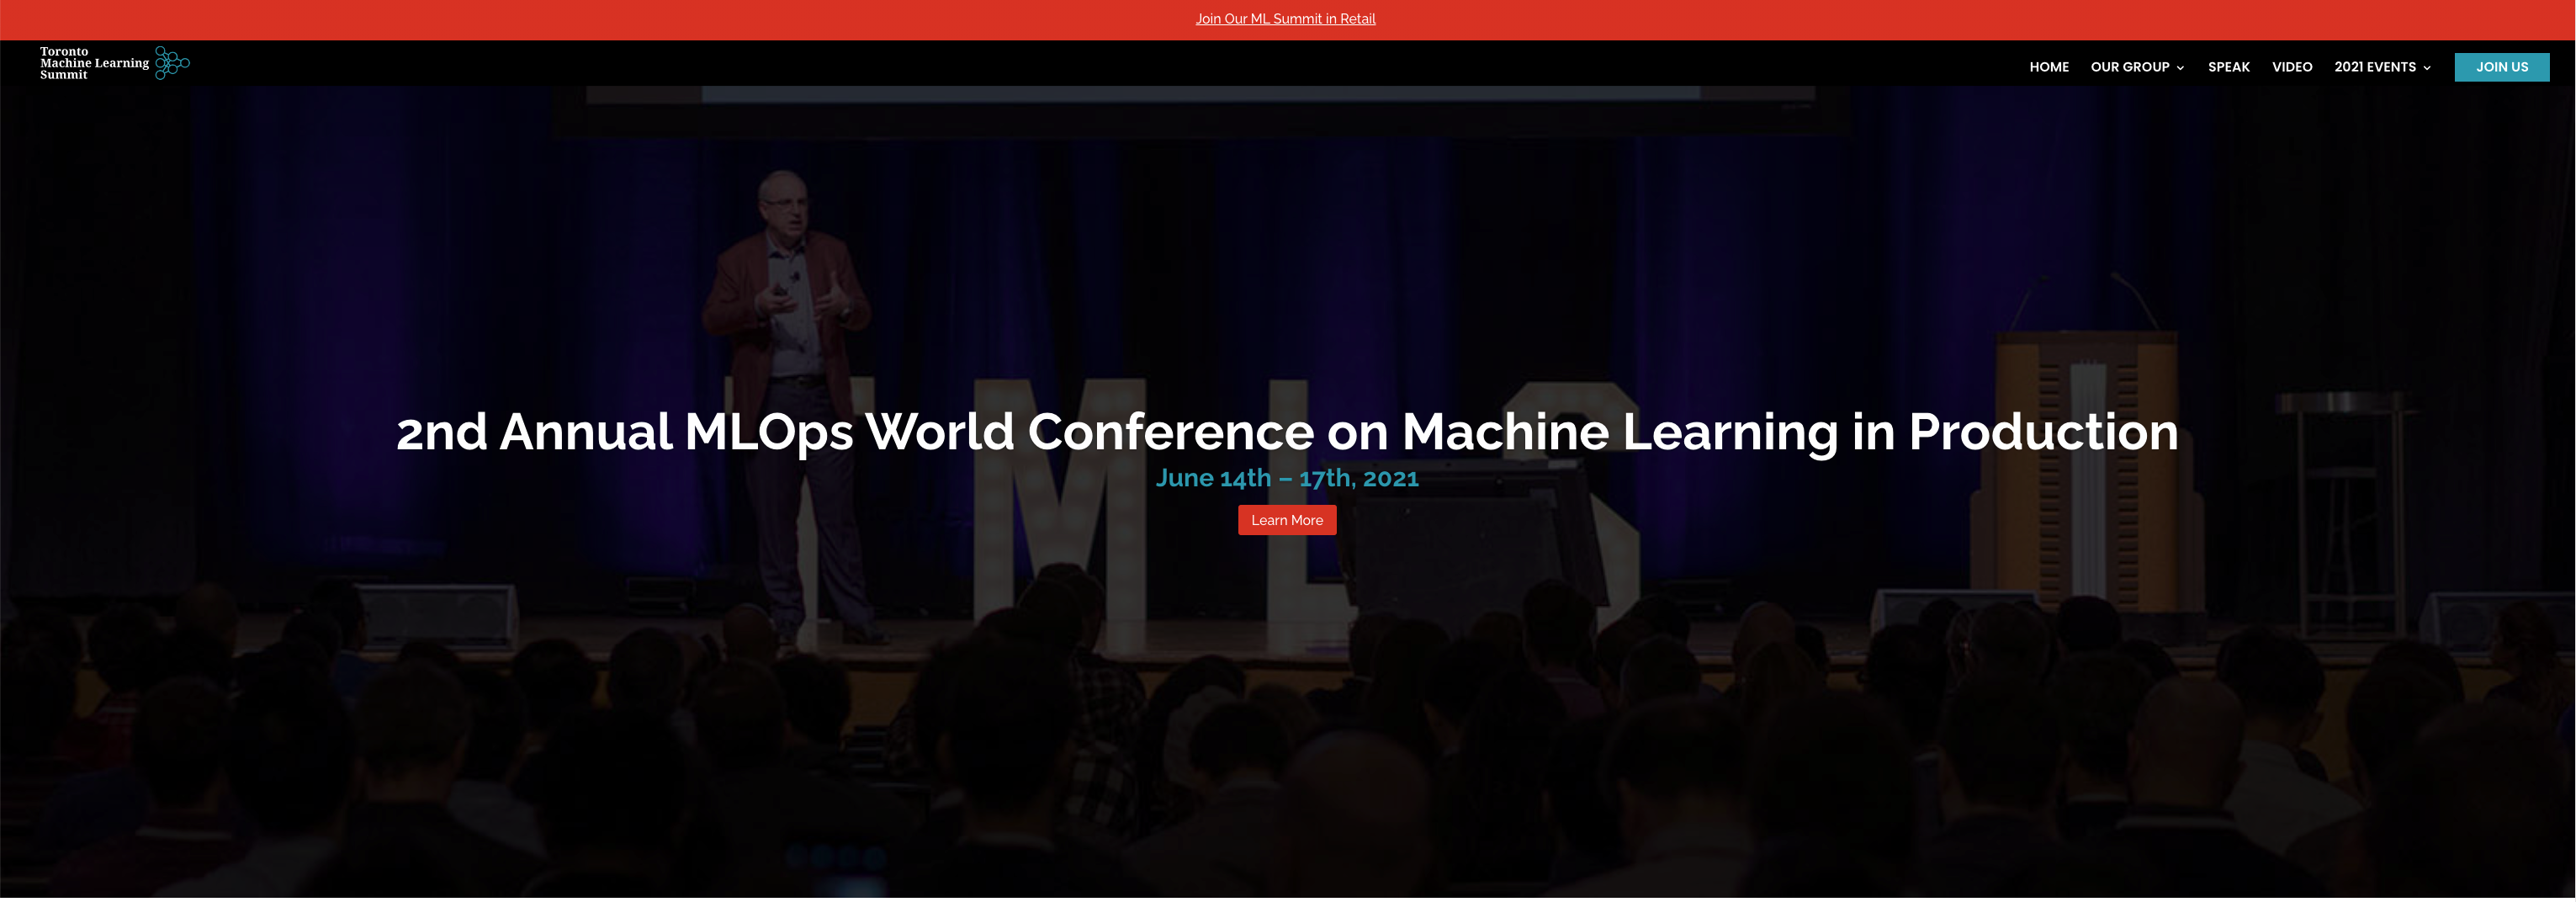 Join Our ML Summit in Retail
Toronto
Machine Learning
Summit
HOME OUR GROUP SPEAK VIDEO 2021 EVENTS JOIN US
2nd Annual MLOps World Conference on Machine Learning in Production
June 14th – 17th, 2021
Learn More
MLS